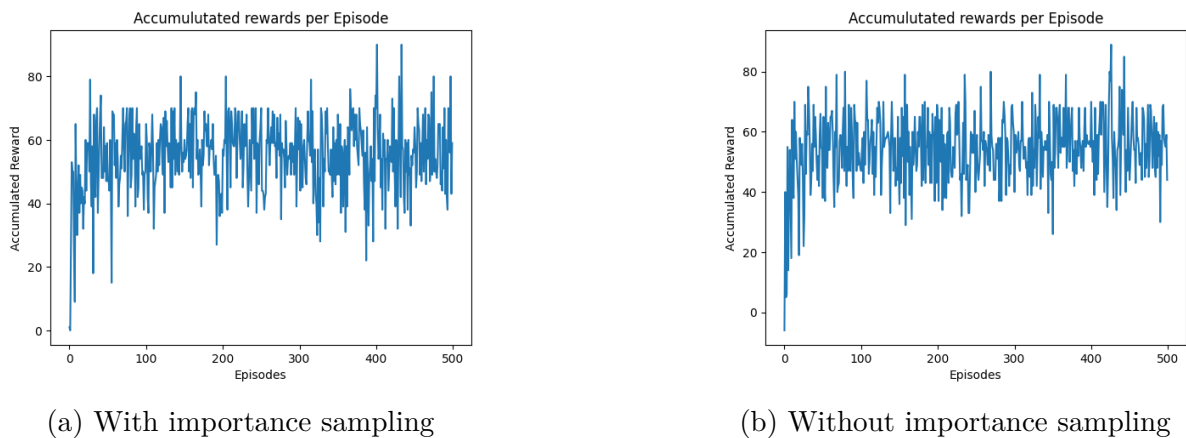 Accumulutated rewards per Episode
Accumulated Reward
80
60
40
20
0
0 100 200 300 400 500
Episodes
(a) With importance sampling
Accumulutated rewards per Episode
Accumulated Reward
80
60
40
20
0
0 100 200 300 400 500
Episodes
(b) Without importance sampling